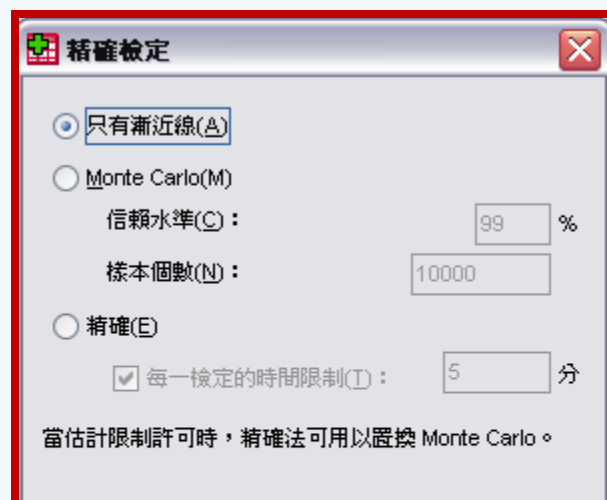 精確檢定
只有漸近線(A)
Monte Carlo(M)
信賴水準(C)： 99 %
樣本個數(N)： 10000
精確(E)
每一檢定的時間限制(T)： 5 分
當估計限制許可時，精確法可用以置換 Monte Carlo。